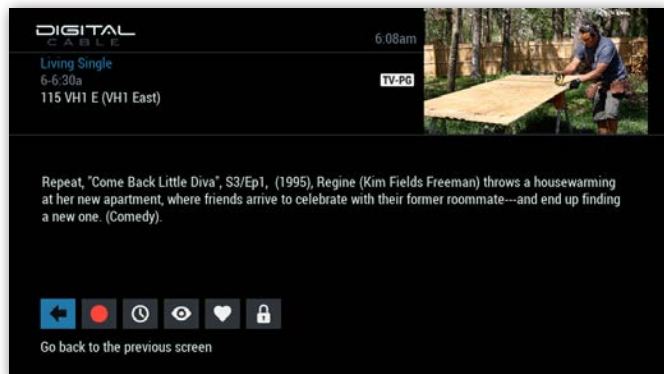 DIGITAL
CABLE
6:08am
Living Single
6-6:30a
TV-PG
115 VH1 E (VH1 East)
Repeat, "Come Back Little Diva", S3/Ep1, (1995), Regine (Kim Fields Freeman) throws a housewarming
at her new apartment, where friends arrive to celebrate with their former roommate---and end up finding
a new one. (Comedy).
Go back to the previous screen